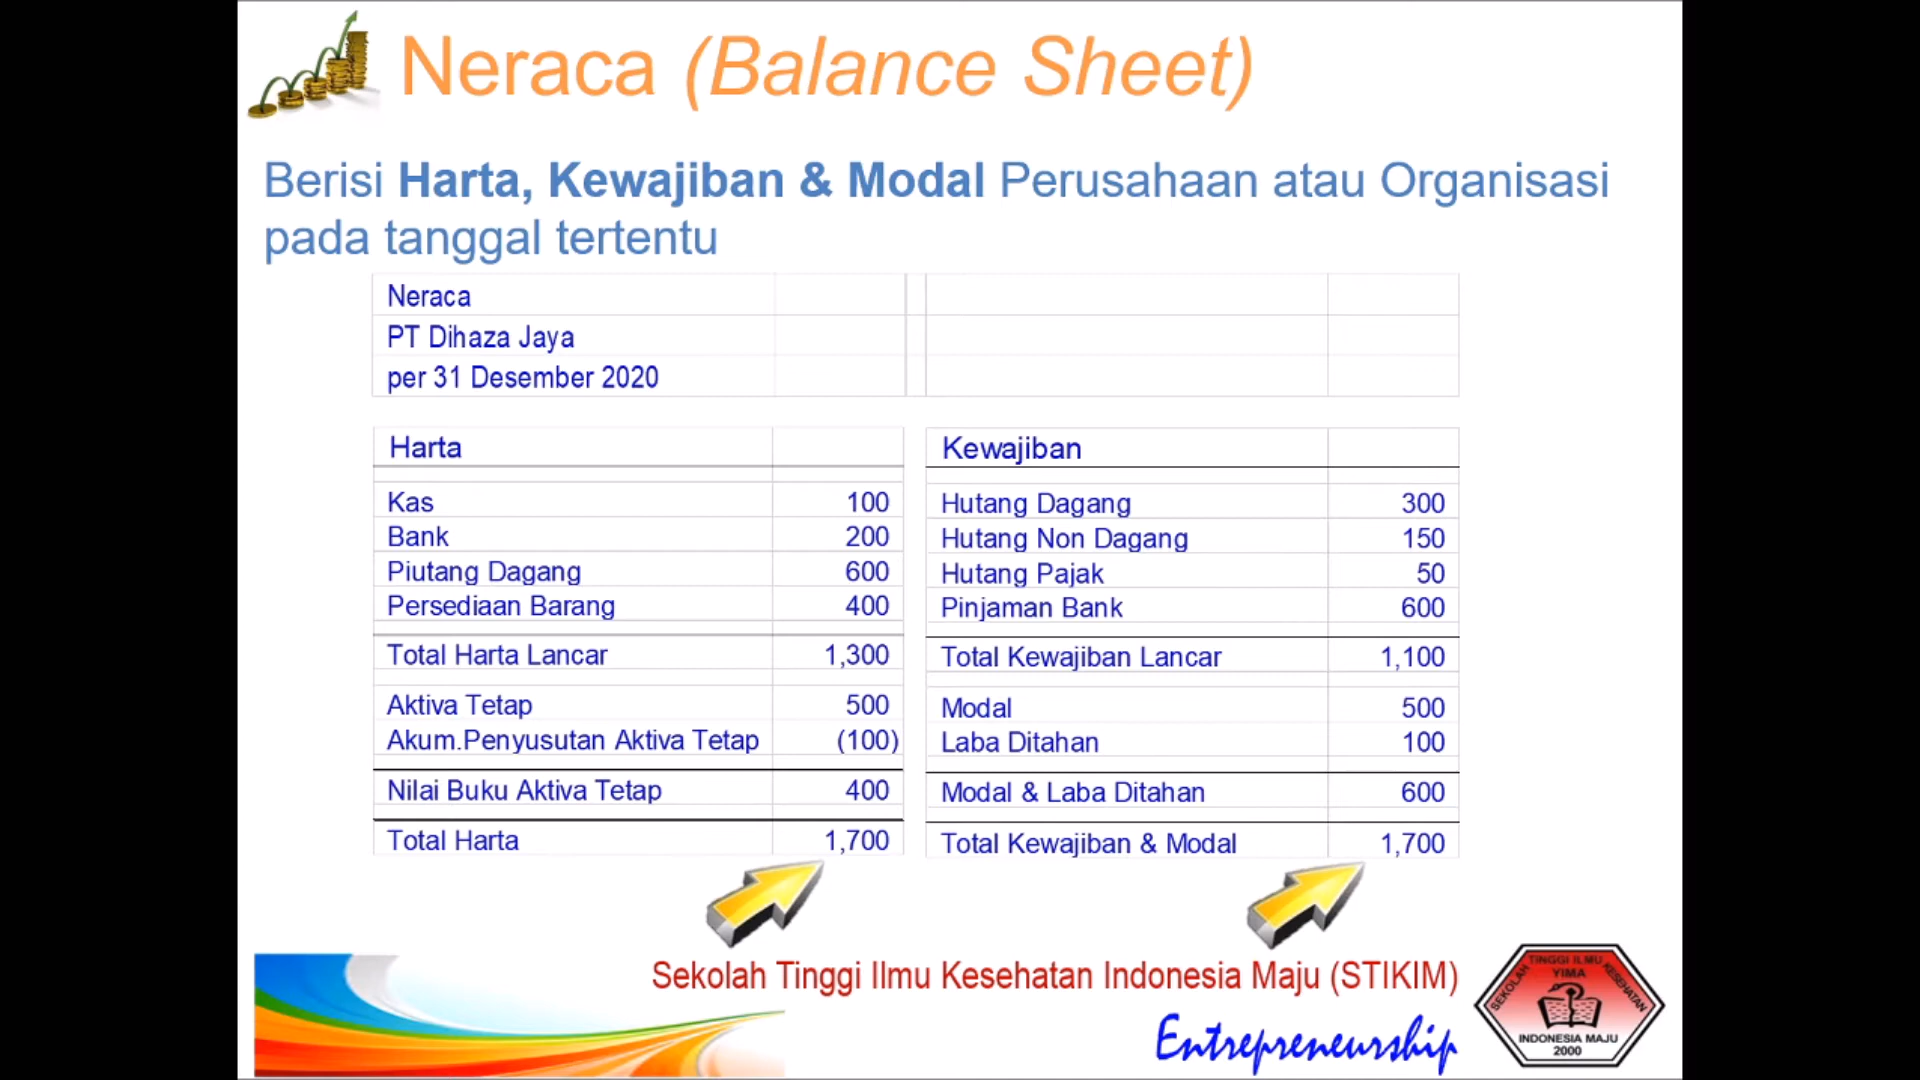 Neraca (Balance Sheet)
Berisi Harta, Kewajiban & Modal Perusahaan atau Organisasi
pada tanggal tertentu
Neraca
PT Dihaza Jaya
per 31 Desember 2020
Harta
Kas 100
Bank 200
Piutang Dagang 600
Persediaan Barang 400
Total Harta Lancar 1,300
Aktiva Tetap 500
Akum.Penyusutan Aktiva Tetap (100)
Nilai Buku Aktiva Tetap 400
Total Harta 1,700
Kewajiban
Hutang Dagang 300
Hutang Non Dagang 150
Hutang Pajak 50
Pinjaman Bank 600
Total Kewajiban Lancar 1,100
Modal 500
Laba Ditahan 100
Modal & Laba Ditahan 600
Total Kewajiban & Modal 1,700
Sekolah Tinggi Ilmu Kesehatan Indonesia Maju (STIKIM)
Entrepreneurship
SEKOLAH TINGGI ILMU KESEHATAN
YIMA
INDONESIA MAJU
2000